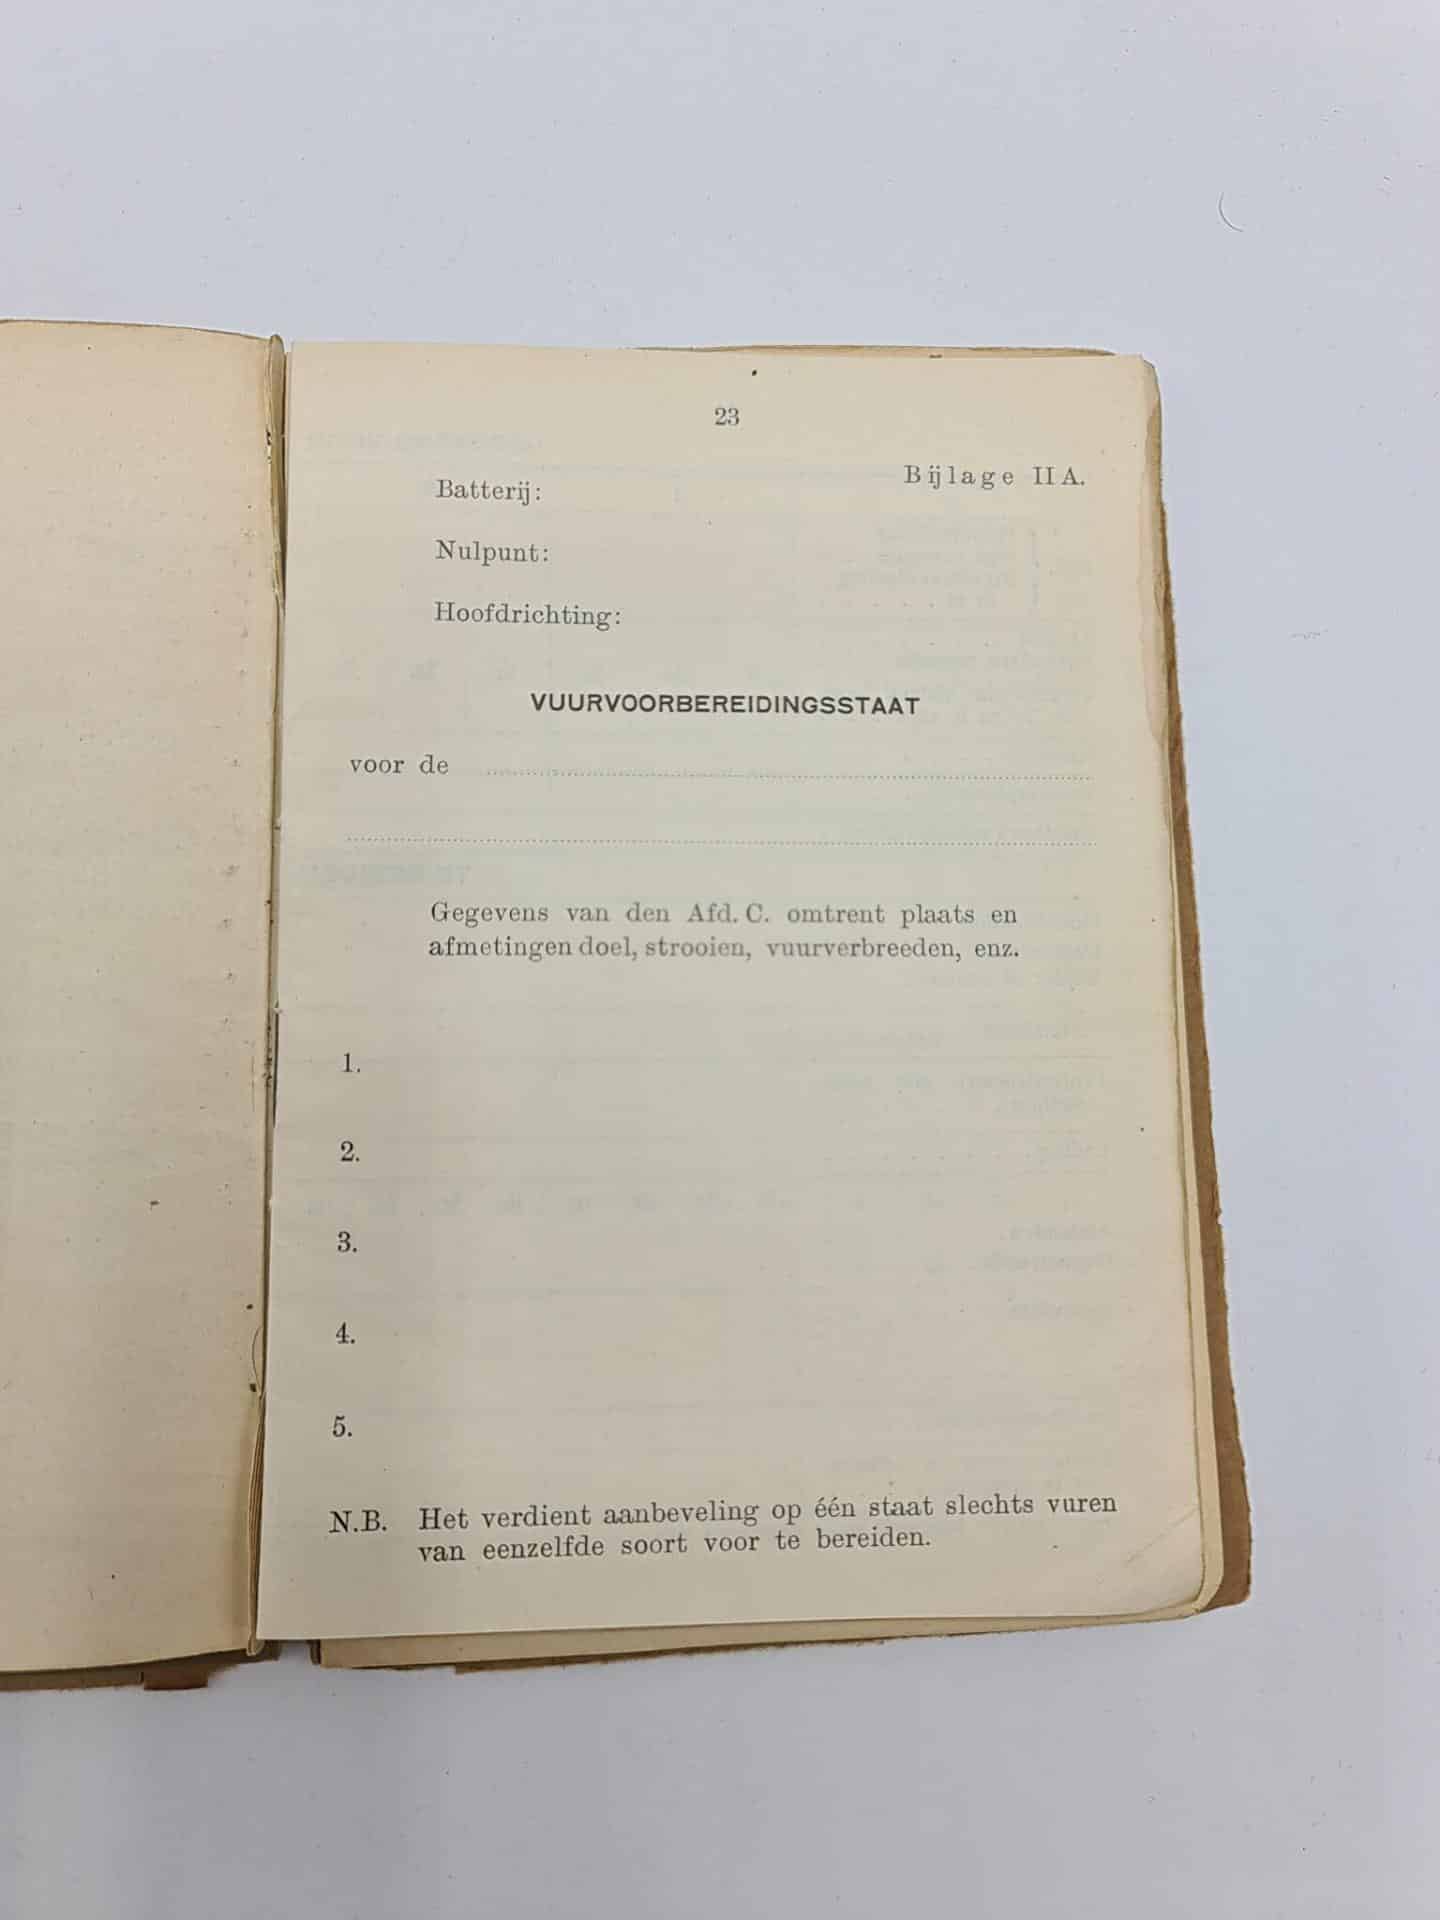 23
Bijlage IIA.
Batterij:
Nulpunt:
Hoofdrichting:
VUURVOORBEREIDINGSSTAAT
voor de
Gegevens van den Afd. C. omtrent plaats en
afmetingen doel, strooien, vuurverbreeden, enz.
1.
2.
3.
4.
5.
N.B. Het verdient aanbeveling op één staat slechts vuren
van eenzelfde soort voor te bereiden.